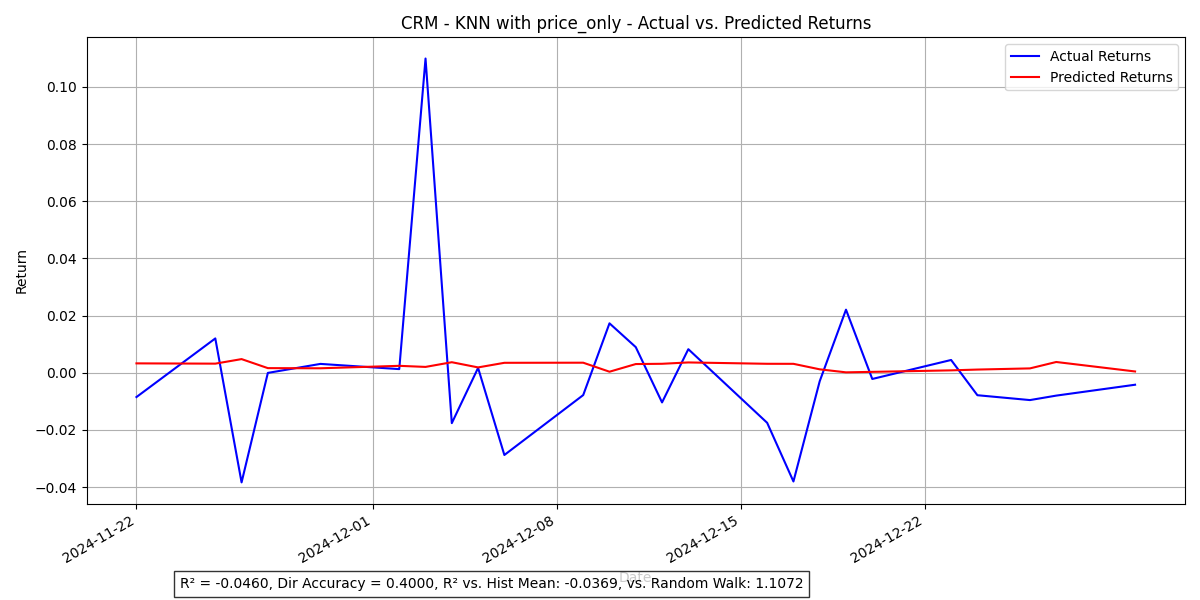 CRM - KNN with price_only - Actual vs. Predicted Returns
Actual Returns
Predicted Returns
0.10
0.08
0.06
0.04
0.02
0.00
−0.02
−0.04
Return
2024-11-22
2024-12-01
2024-12-08
2024-12-15
2024-12-22
Date
R² = -0.0460, Dir Accuracy = 0.4000, R² vs. Hist Mean: -0.0369, vs. Random Walk: 1.1072